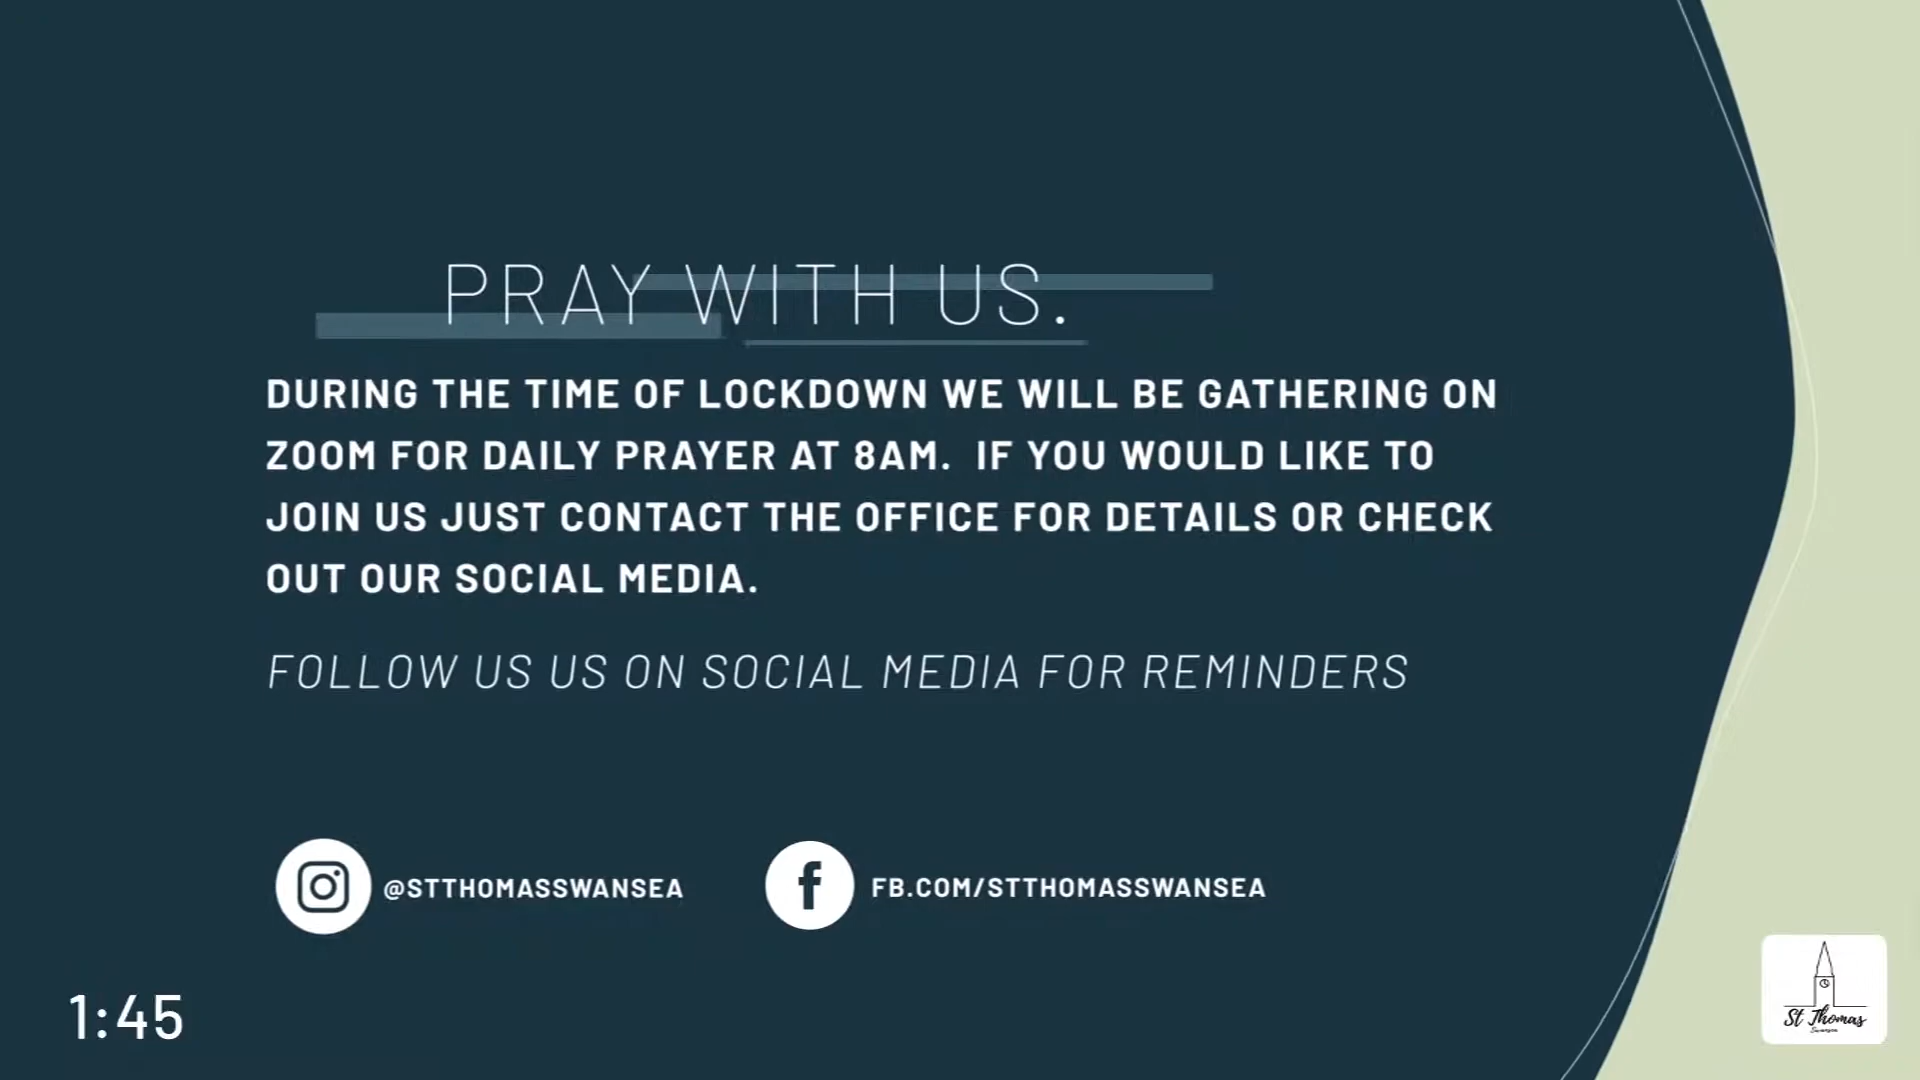 PRAY WITH US.
DURING THE TIME OF LOCKDOWN WE WILL BE GATHERING ON
ZOOM FOR DAILY PRAYER AT 8AM.  IF YOU WOULD LIKE TO
JOIN US JUST CONTACT THE OFFICE FOR DETAILS OR CHECK
OUT OUR SOCIAL MEDIA.
FOLLOW US US ON SOCIAL MEDIA FOR REMINDERS
@STTHOMASSWANSEA
FB.COM/STTHOMASSWANSEA
1:45
St Thomas
Swansea